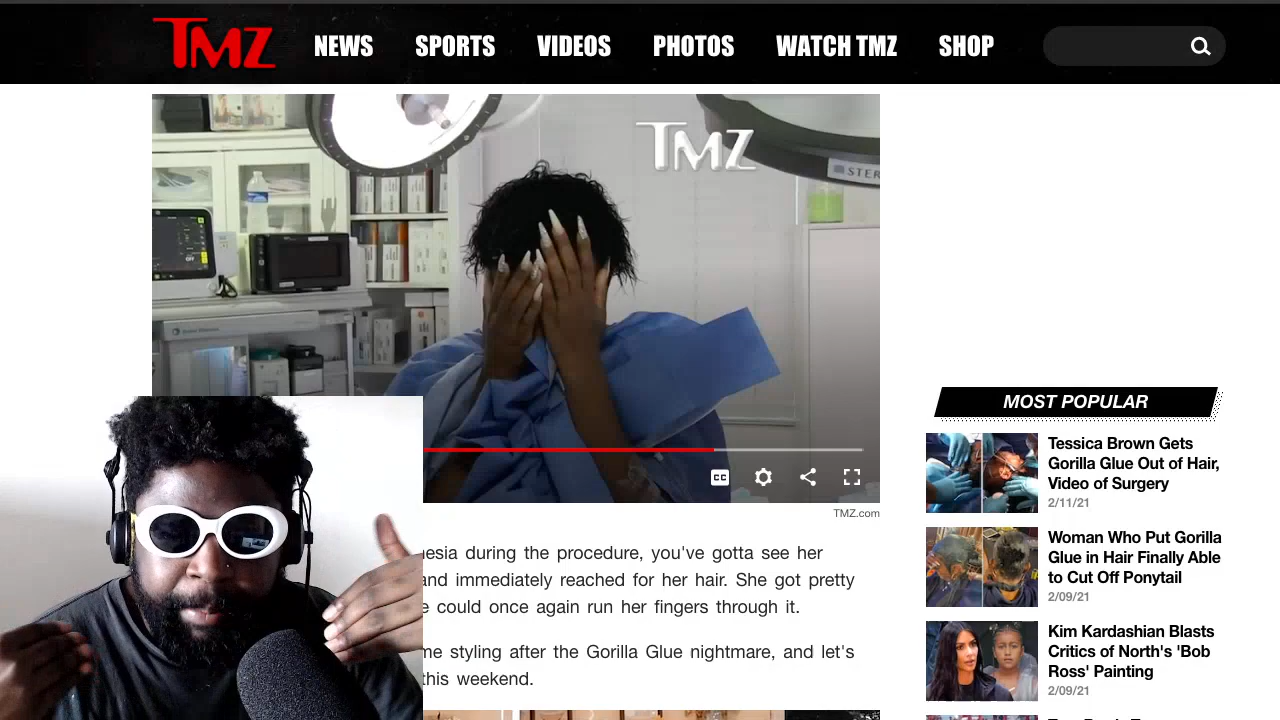 TMZ NEWS SPORTS VIDEOS PHOTOS WATCH TMZ SHOP
TMZ
STER
CC
TMZ.com
during the procedure, you've gotta see her
and immediately reached for her hair. She got pretty
could once again run her fingers through it.
styling after the Gorilla Glue nightmare, and let's
this weekend.
MOST POPULAR
Tessica Brown Gets
Gorilla Glue Out of Hair,
Video of Surgery
2/11/21
Woman Who Put Gorilla
Glue in Hair Finally Able
to Cut Off Ponytail
2/09/21
Kim Kardashian Blasts
Critics of North's 'Bob
Ross' Painting
2/09/21